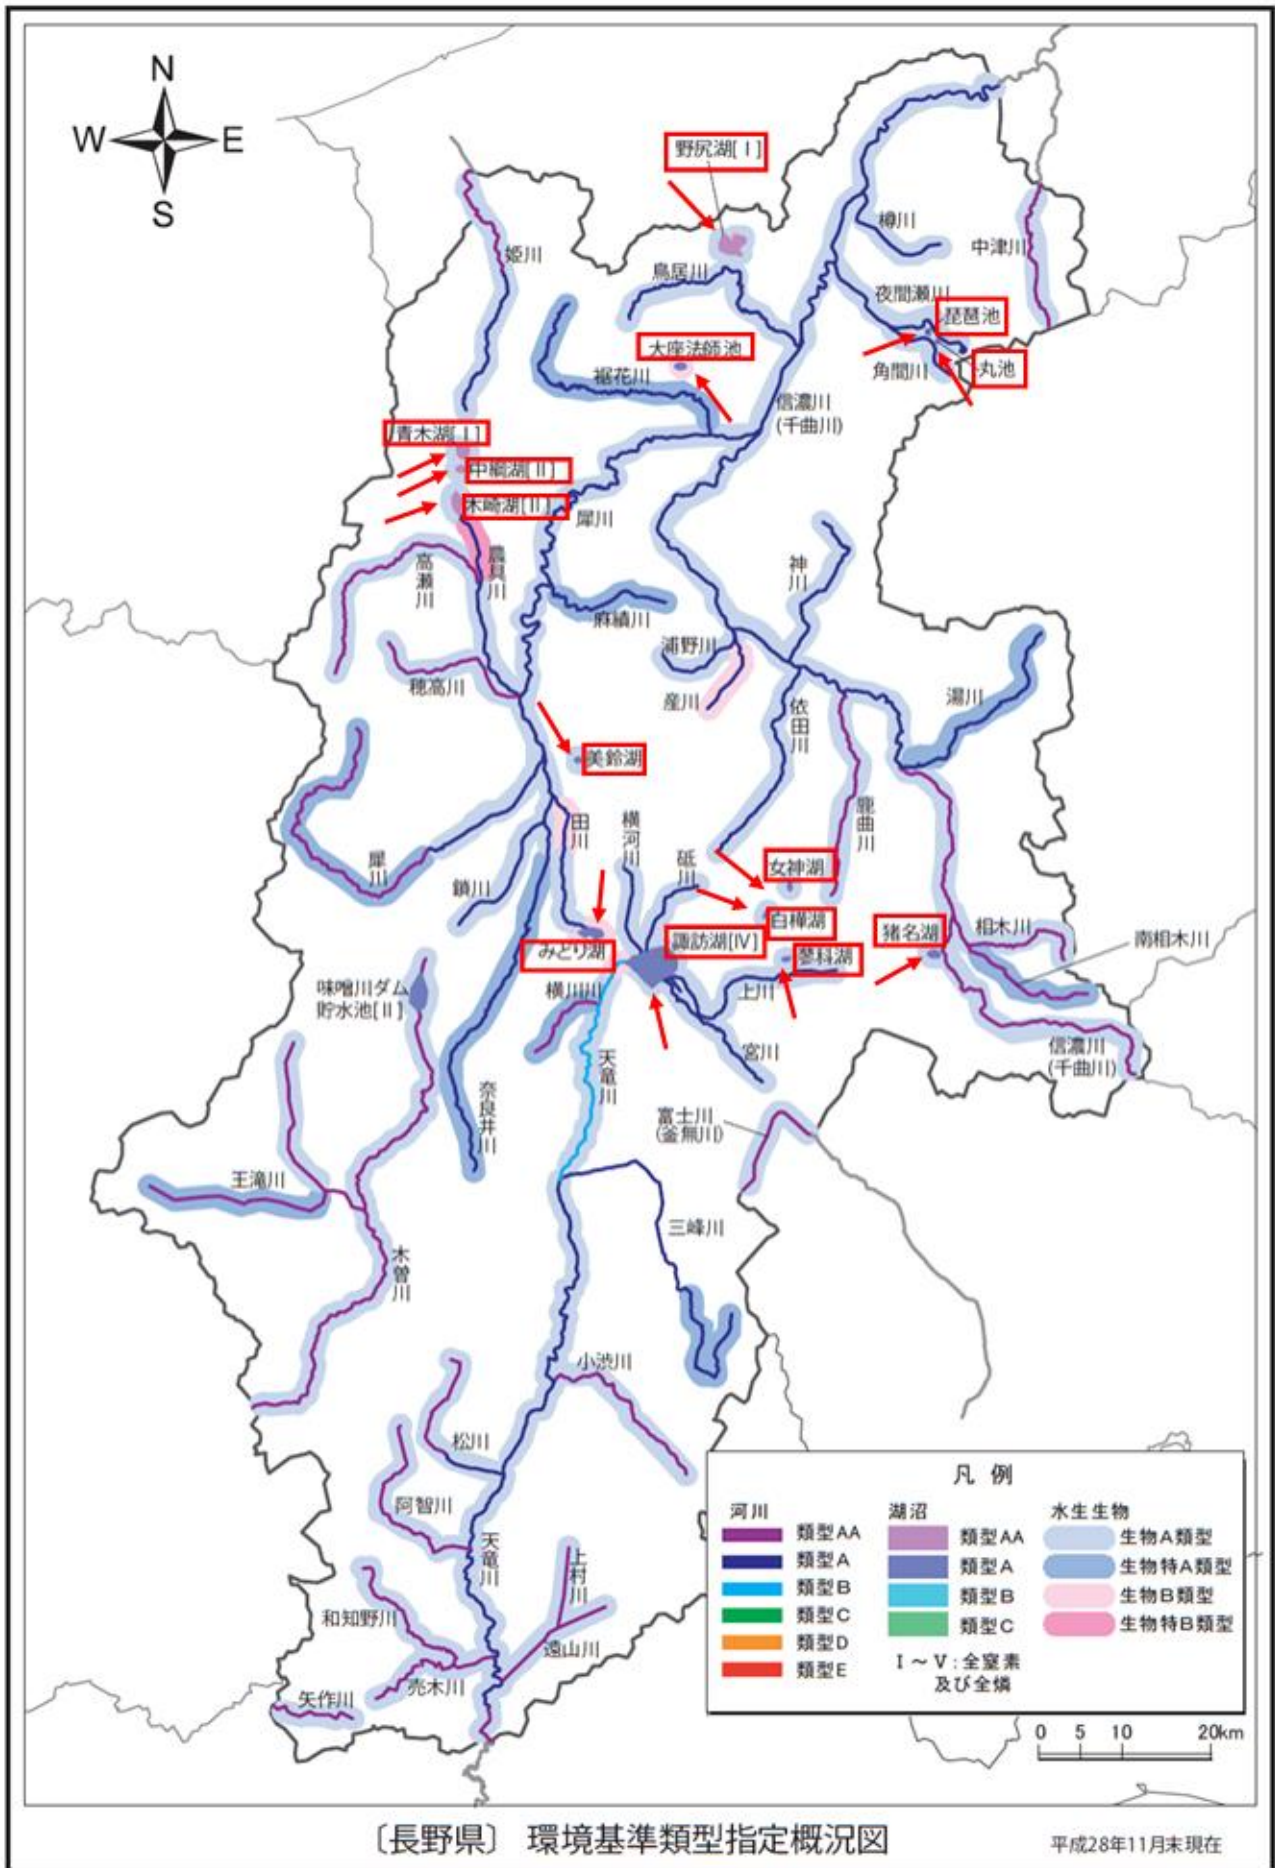 N
W E
S
野尻湖[Ⅰ]
樽川
中津川
姫川
鳥居川
夜間瀬川
琵琶池
大座法師池
裾花川
角間川
丸池
信濃川
(千曲川)
青木湖[Ⅰ]
中綱湖[Ⅱ]
木崎湖[Ⅱ]
犀川
農具川
高瀬川
神川
麻績川
浦野川
穂高川
産川
湯川
依田川
美鈴湖
鹿曲川
田川
横河川
砥川
女神湖
犀川
鎖川
白樺湖
猪名湖
相木川
南相木川
みどり湖
諏訪湖[Ⅳ]
蓼科湖
味噌川ダム
貯水池[Ⅱ]
横川川
上川
宮川
信濃川
(千曲川)
天竜川
奈良井川
富士川
(釜無川)
王滝川
三峰川
木曽川
小渋川
松川
阿智川
天竜川
上村川
和知野川
遠山川
売木川
矢作川
凡 例
河川 湖沼 水生生物
類型AA 類型AA 生物A類型
類型A 類型A 生物特A類型
類型B 類型B 生物B類型
類型C 類型C 生物特B類型
類型D
類型E
Ⅰ～Ⅴ:全窒素
及び全燐
0 5 10 20km
〔長野県〕 環境基準類型指定概況図
平成28年11月末現在